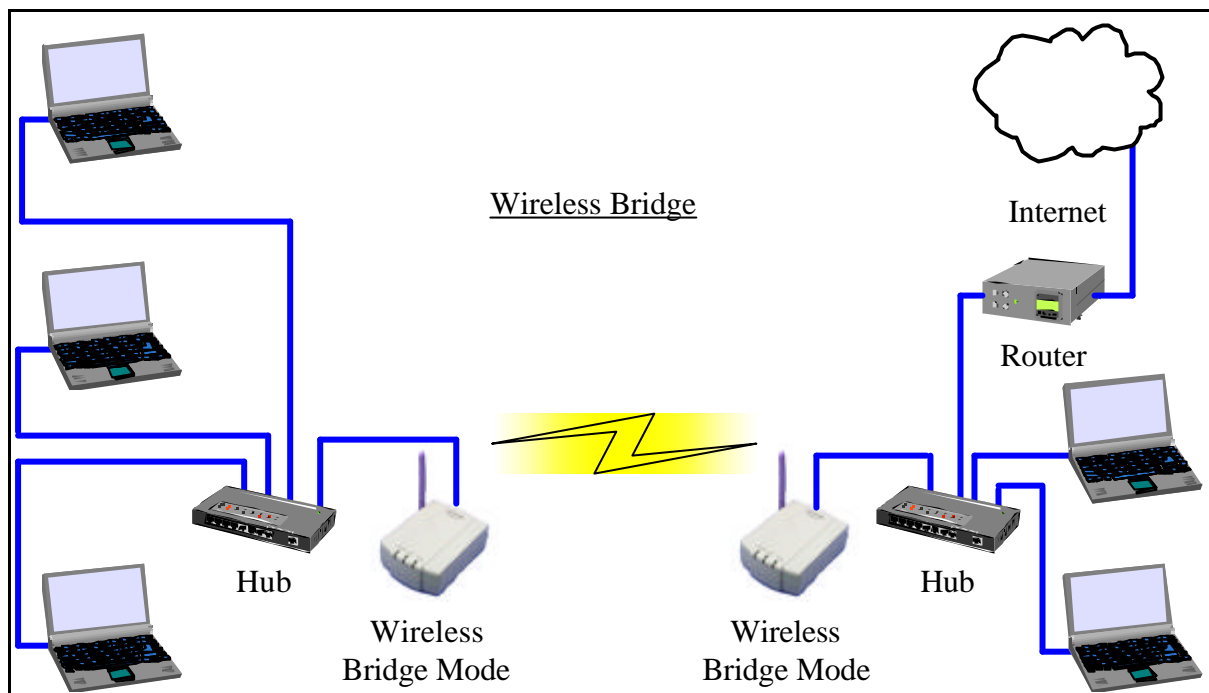 Wireless Bridge
Internet
Router
Hub
Wireless
Bridge Mode
Wireless
Bridge Mode
Hub